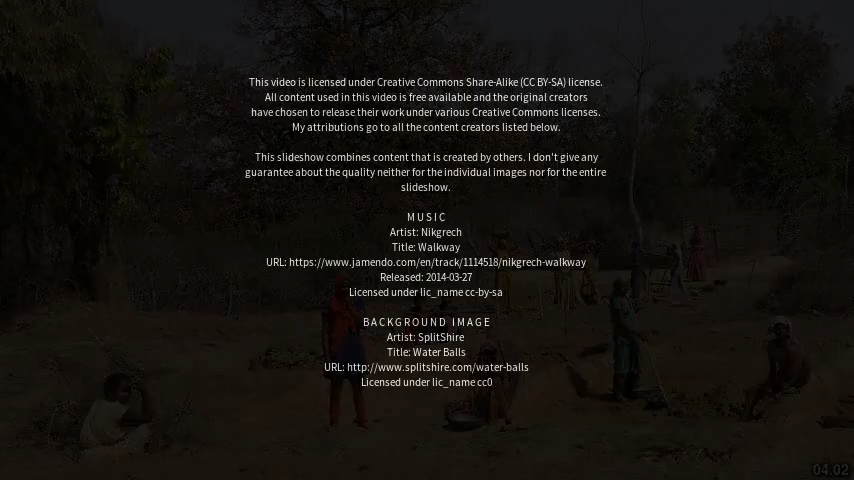 This video is licensed under Creative Commons Share-Alike (CC BY-SA) license.
All content used in this video is free available and the original creators
have chosen to release their work under various Creative Commons licenses.
My attributions go to all the content creators listed below.
This slideshow combines content that is created by others. I don't give any
guarantee about the quality neither for the individual images nor for the entire
slideshow.
MUSIC
Artist: Nikgrech
Title: Walkway
URL: https://www.jamendo.com/en/track/1114518/nikgrech-walkway
Released: 2014-03-27
Licensed under lic_name cc-by-sa
BACKGROUND IMAGE
Artist: SplitShire
Title: Water Balls
URL: http://www.splitshire.com/water-balls
Licensed under lic_name cc0
04.02